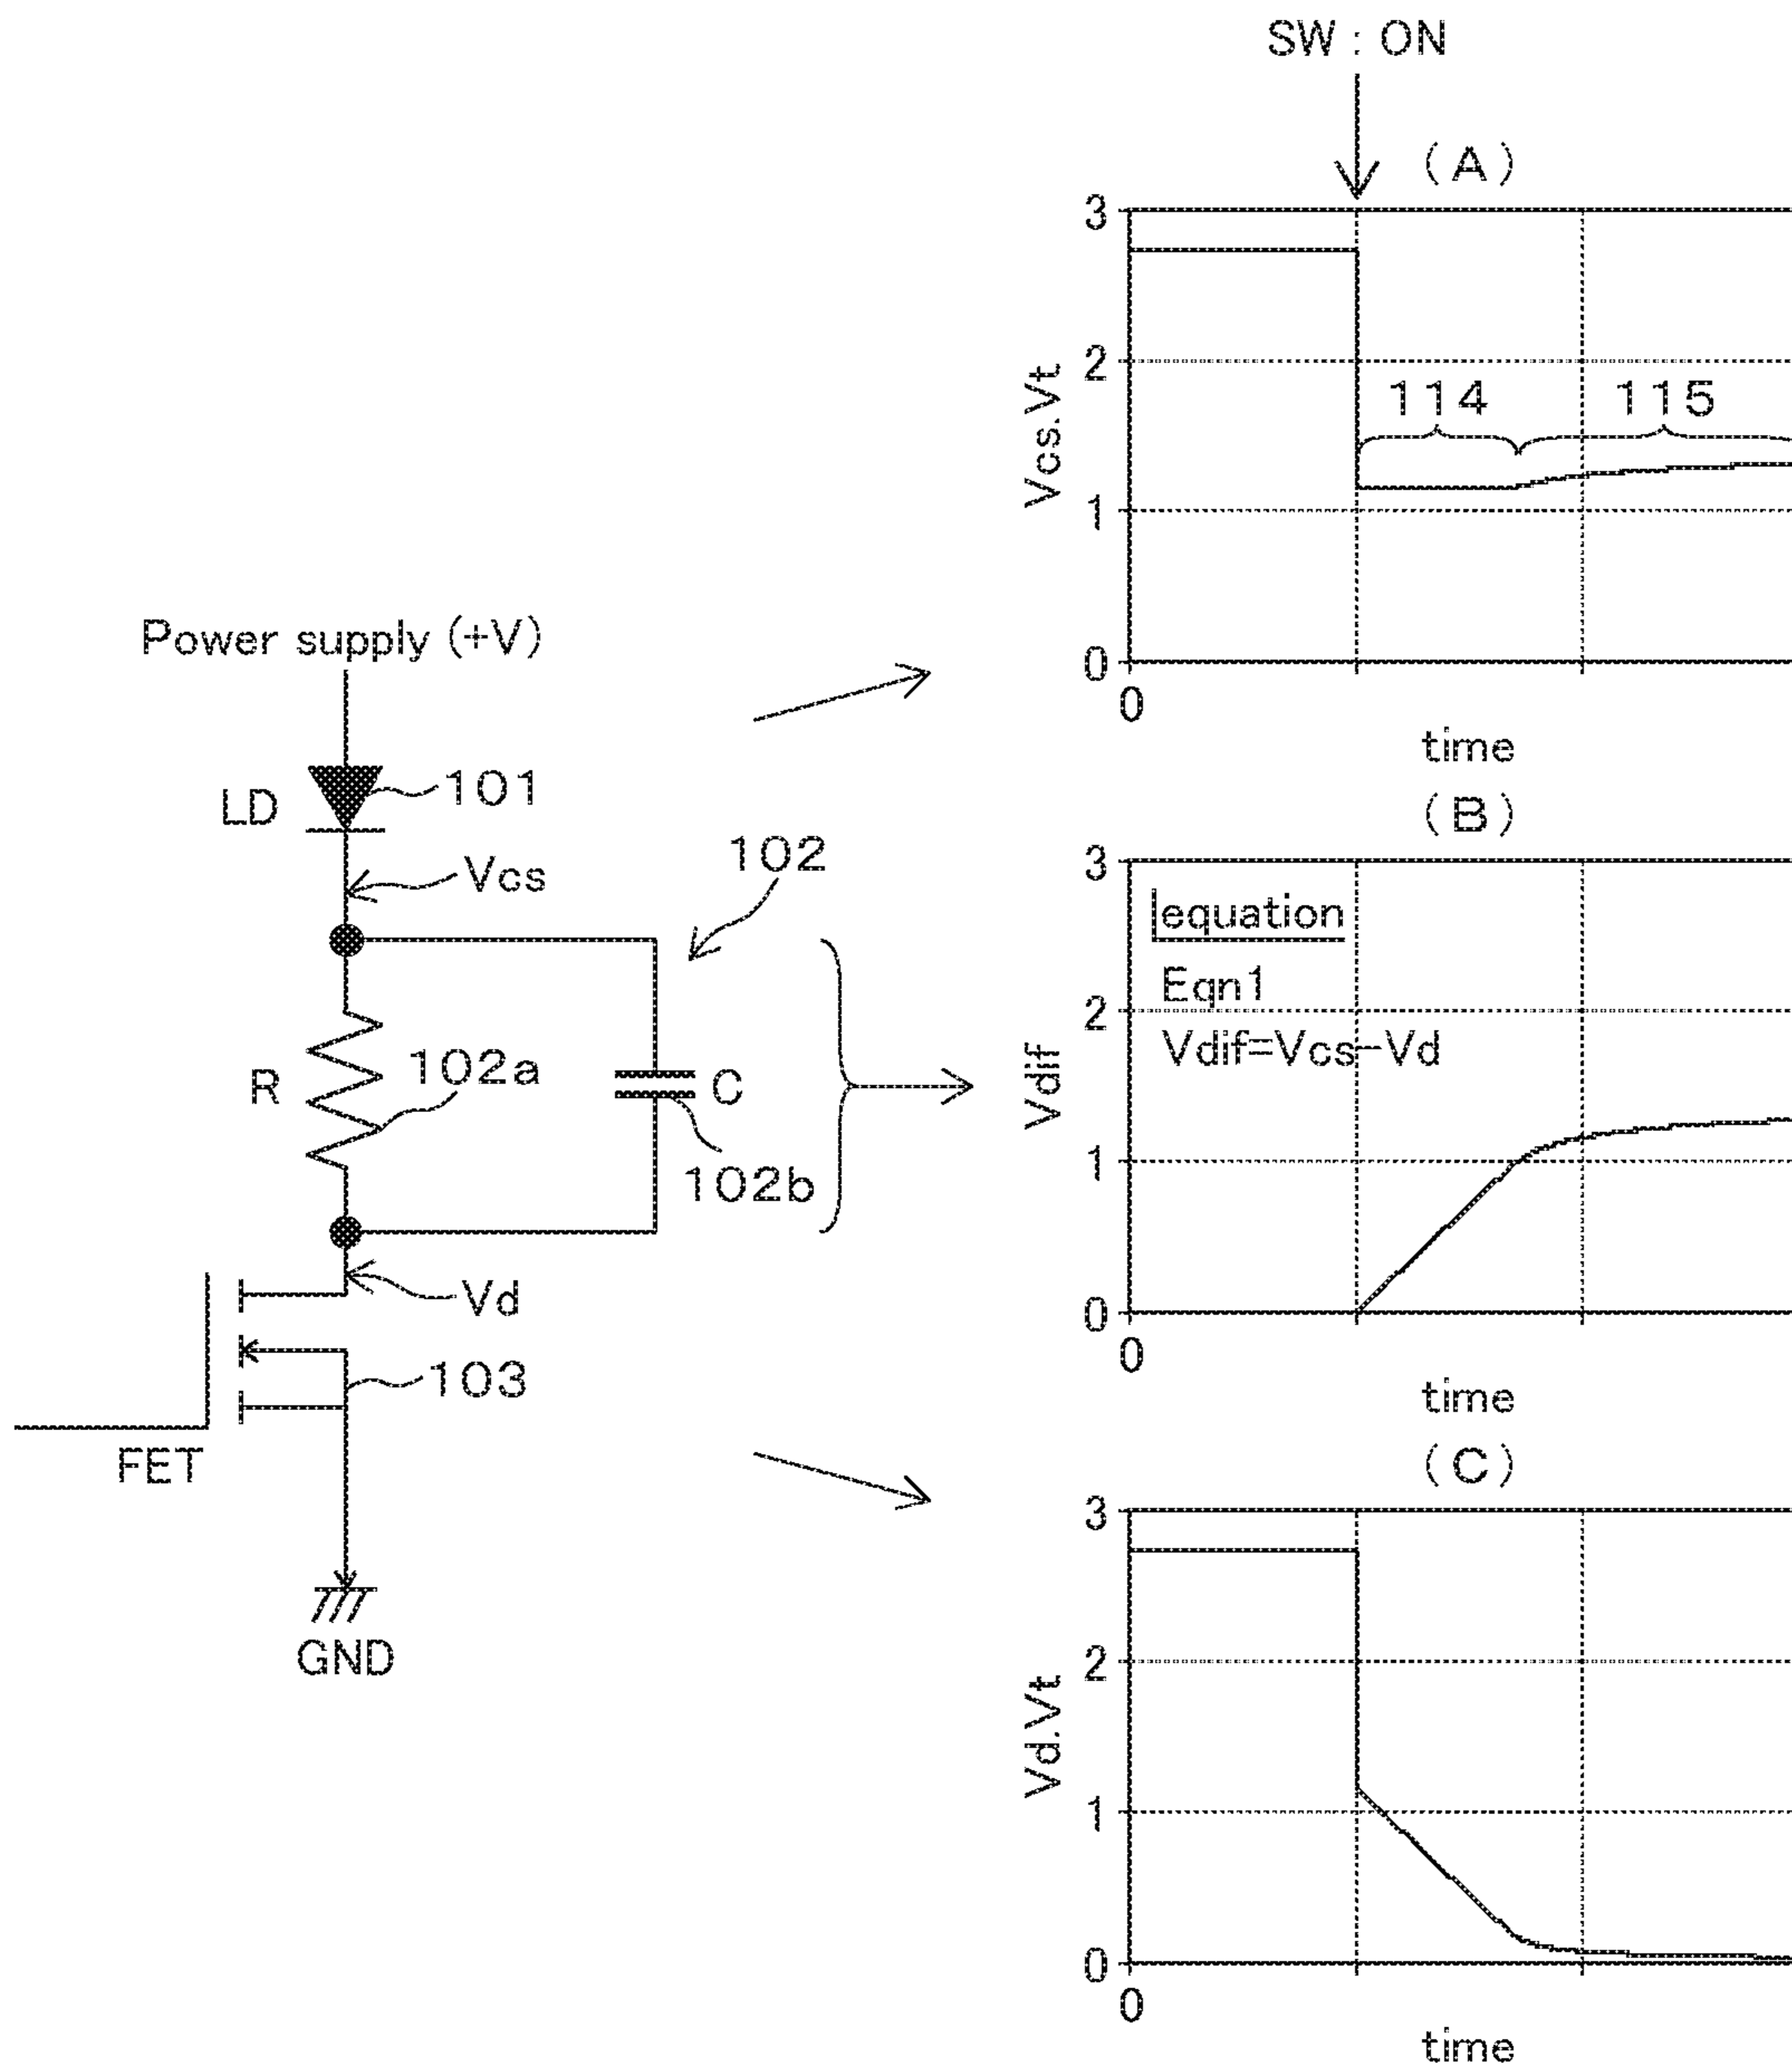 SW : ON
(A)
3
2
1
0
0
Vcs.Vt
114
115
time
Power supply (+V)
LD
101
Vcs
102
R
102a
C
102b
Vd
103
FET
GND
(B)
3
2
1
0
0
Vdif
equation
Eqn1
Vdif=Vcs-Vd
time
(C)
3
2
1
0
0
Vd.Vt
time